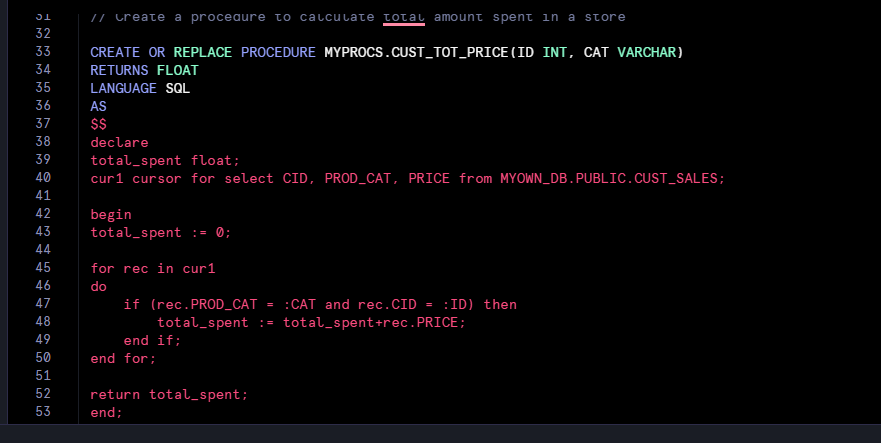 31 // Create a procedure to calculate total amount spent in a store
32
33 CREATE OR REPLACE PROCEDURE MYPROCS.CUST_TOT_PRICE(ID INT, CAT VARCHAR)
34 RETURNS FLOAT
35 LANGUAGE SQL
36 AS
37 $$
38 declare
39 total_spent float;
40 cur1 cursor for select CID, PROD_CAT, PRICE from MYOWN_DB.PUBLIC.CUST_SALES;
41
42 begin
43 total_spent := 0;
44
45 for rec in cur1
46 do
47     if (rec.PROD_CAT = :CAT and rec.CID = :ID) then
48         total_spent := total_spent+rec.PRICE;
49     end if;
50 end for;
51
52 return total_spent;
53 end;